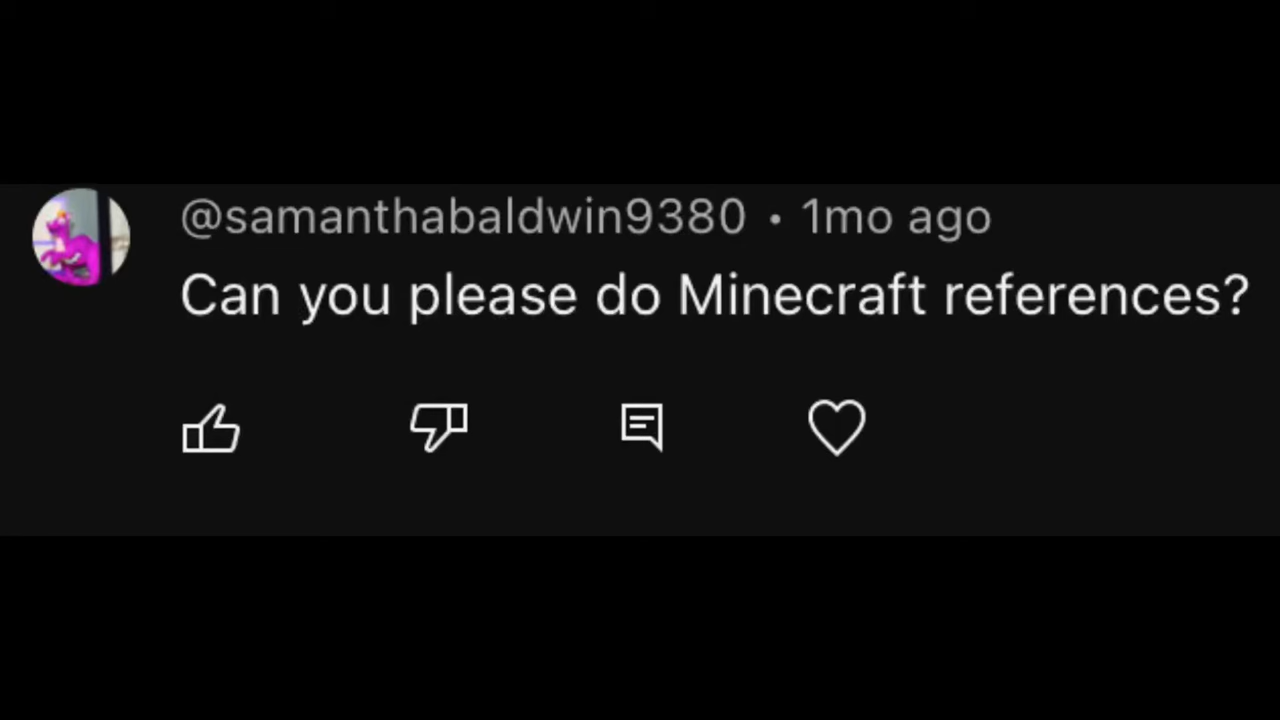 @samanthabaldwin9380 • 1mo ago
Can you please do Minecraft references?